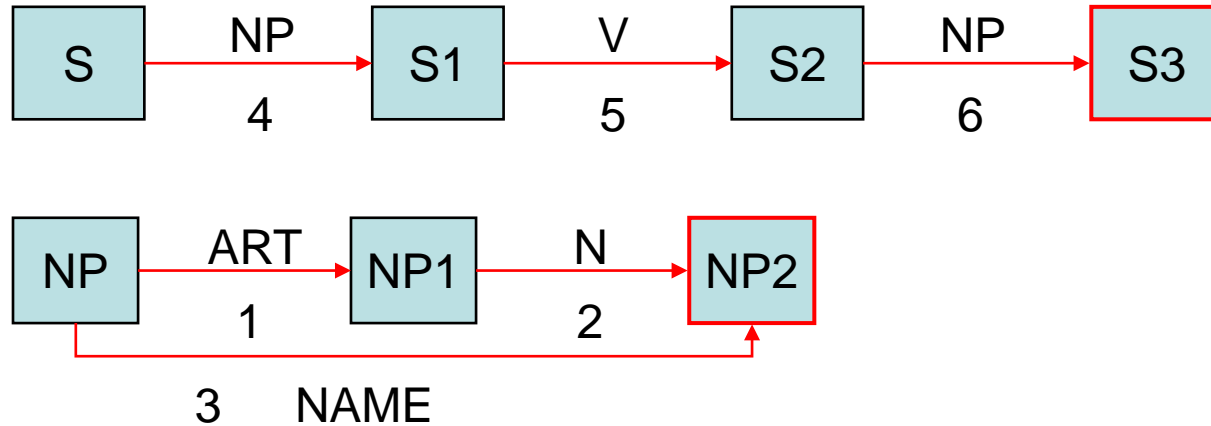 NP V NP
S S1 S2 S3
4 5 6
ART N
NP NP1 NP2
1 2
3 NAME